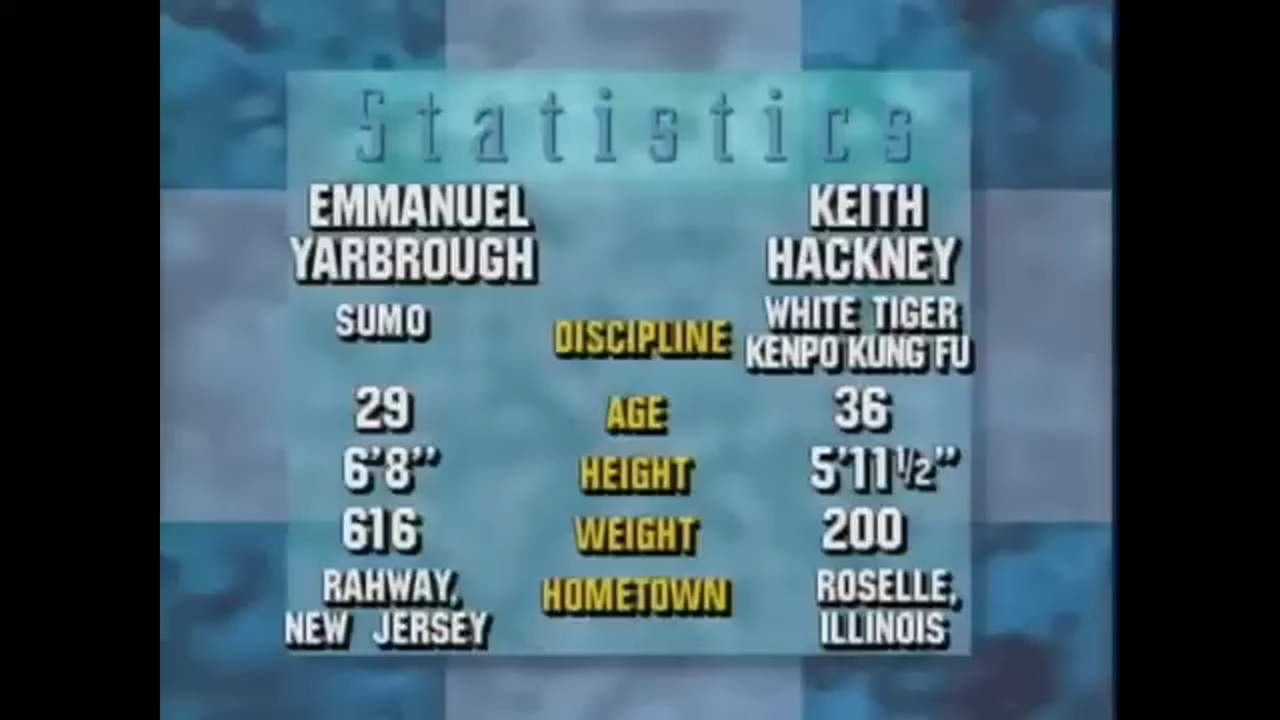 Statistics
EMMANUEL KEITH
YARBROUGH HACKNEY
SUMO DISCIPLINE WHITE TIGER
KENPO KUNG FU
29 AGE 36
6'8" HEIGHT 5'11½"
616 WEIGHT 200
RAHWAY, HOMETOWN ROSELLE,
NEW JERSEY ILLINOIS